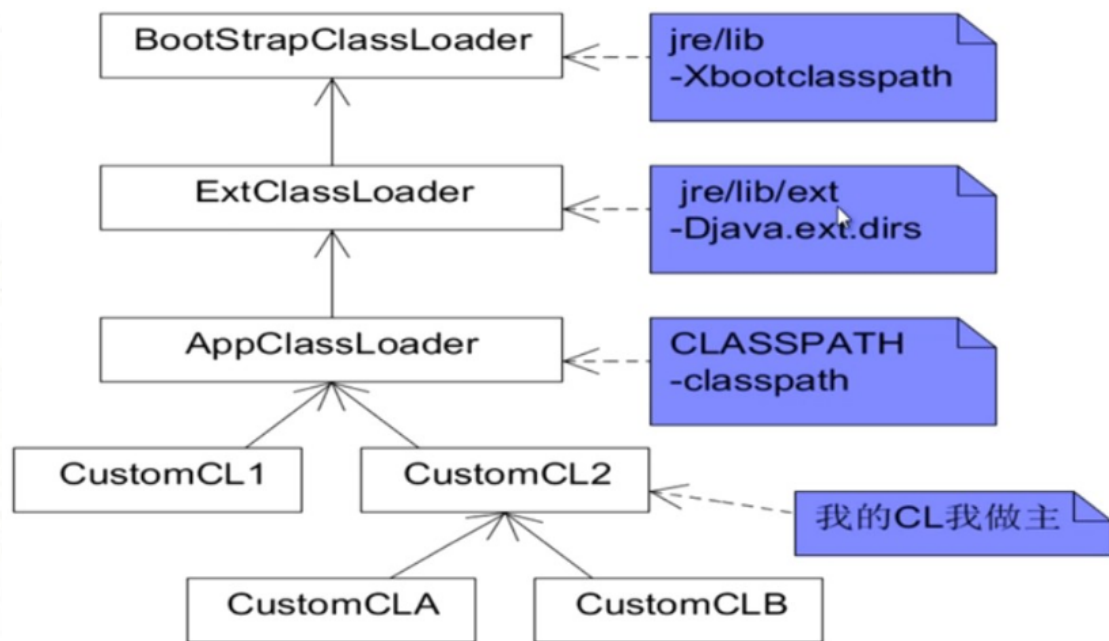 BootStrapClassLoader
jre/lib
-Xbootclasspath
ExtClassLoader
jre/lib/ext
-Djava.ext.dirs
AppClassLoader
CLASSPATH
-classpath
CustomCL1
CustomCL2
我的CL我做主
CustomCLA
CustomCLB